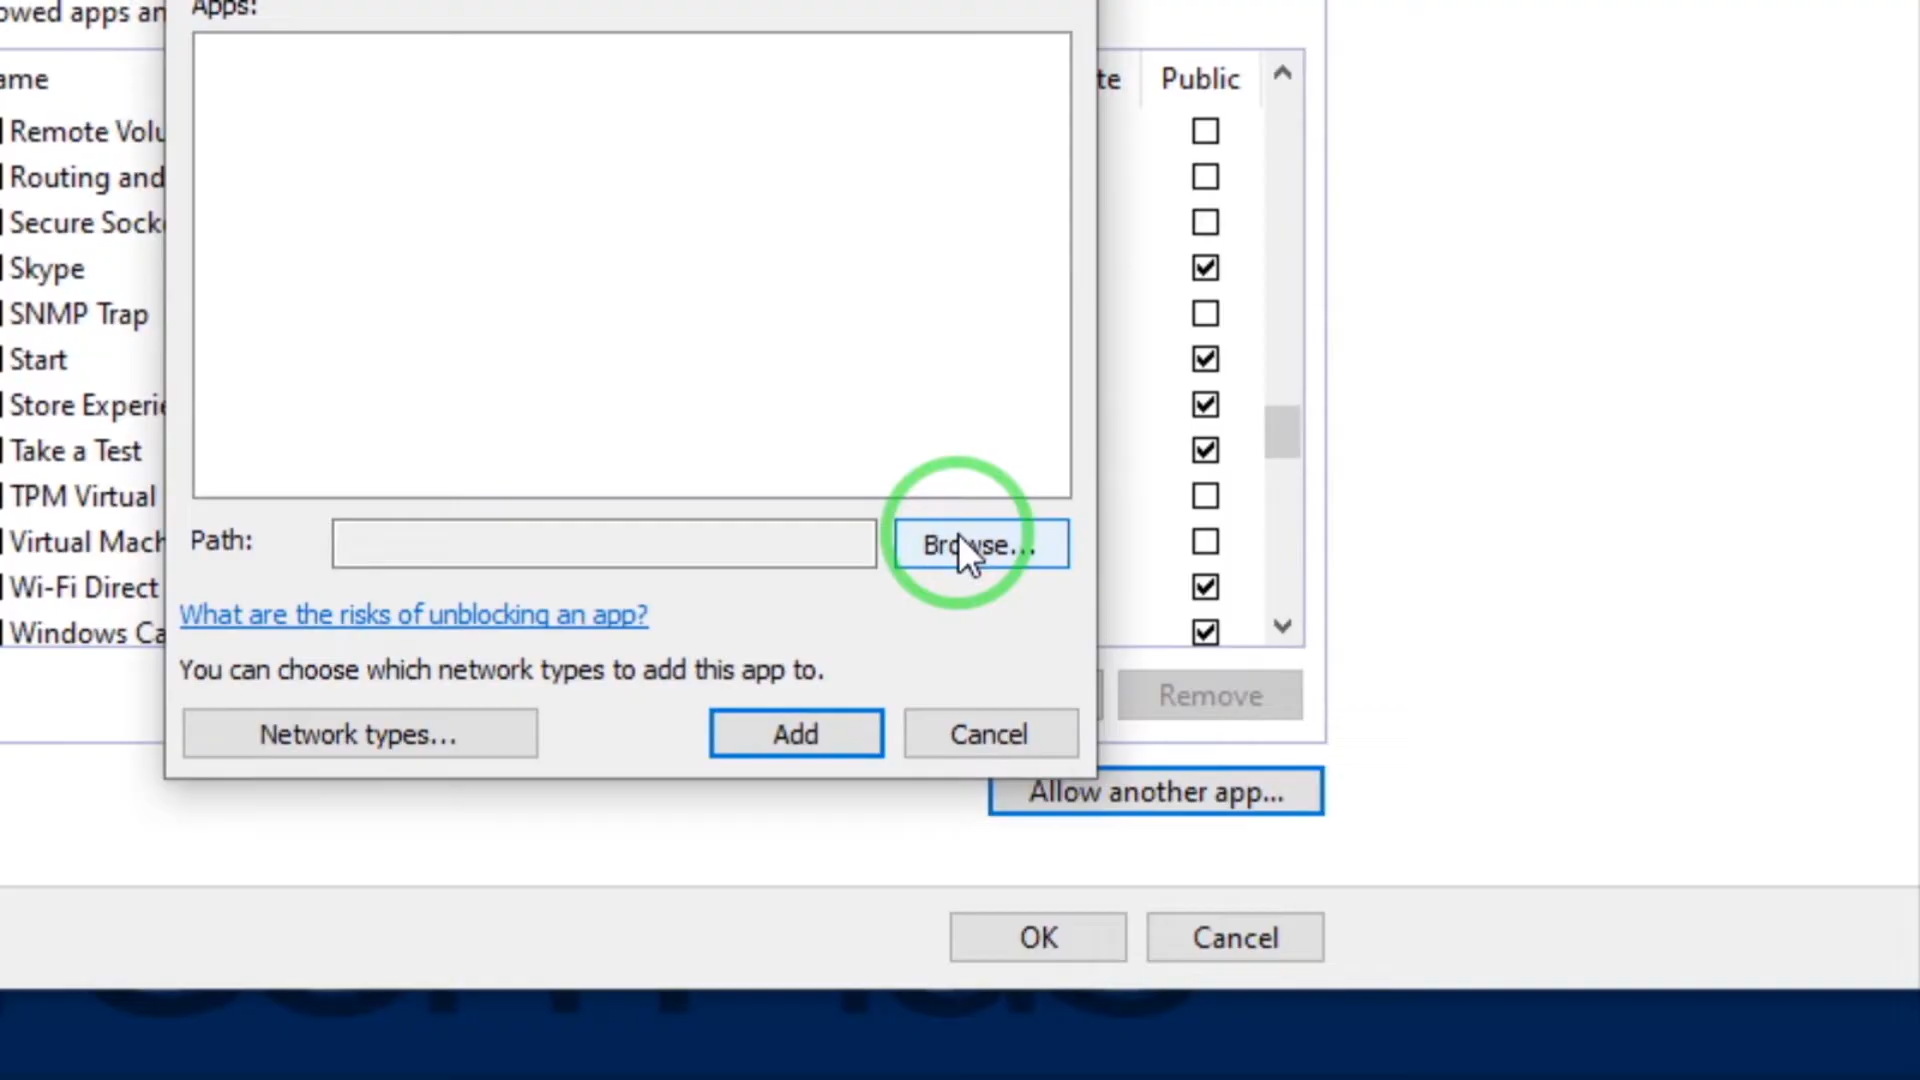 owed apps an
Apps:
ame
te
Public
Remote Volu
Routing and
Secure Socke
Skype
SNMP Trap
Start
Store Experie
Take a Test
TPM Virtual
Virtual Mach
Wi-Fi Direct
Windows Ca
Path:
Browse...
What are the risks of unblocking an app?
You can choose which network types to add this app to.
Network types...
Add
Cancel
Remove
Allow another app...
OK
Cancel